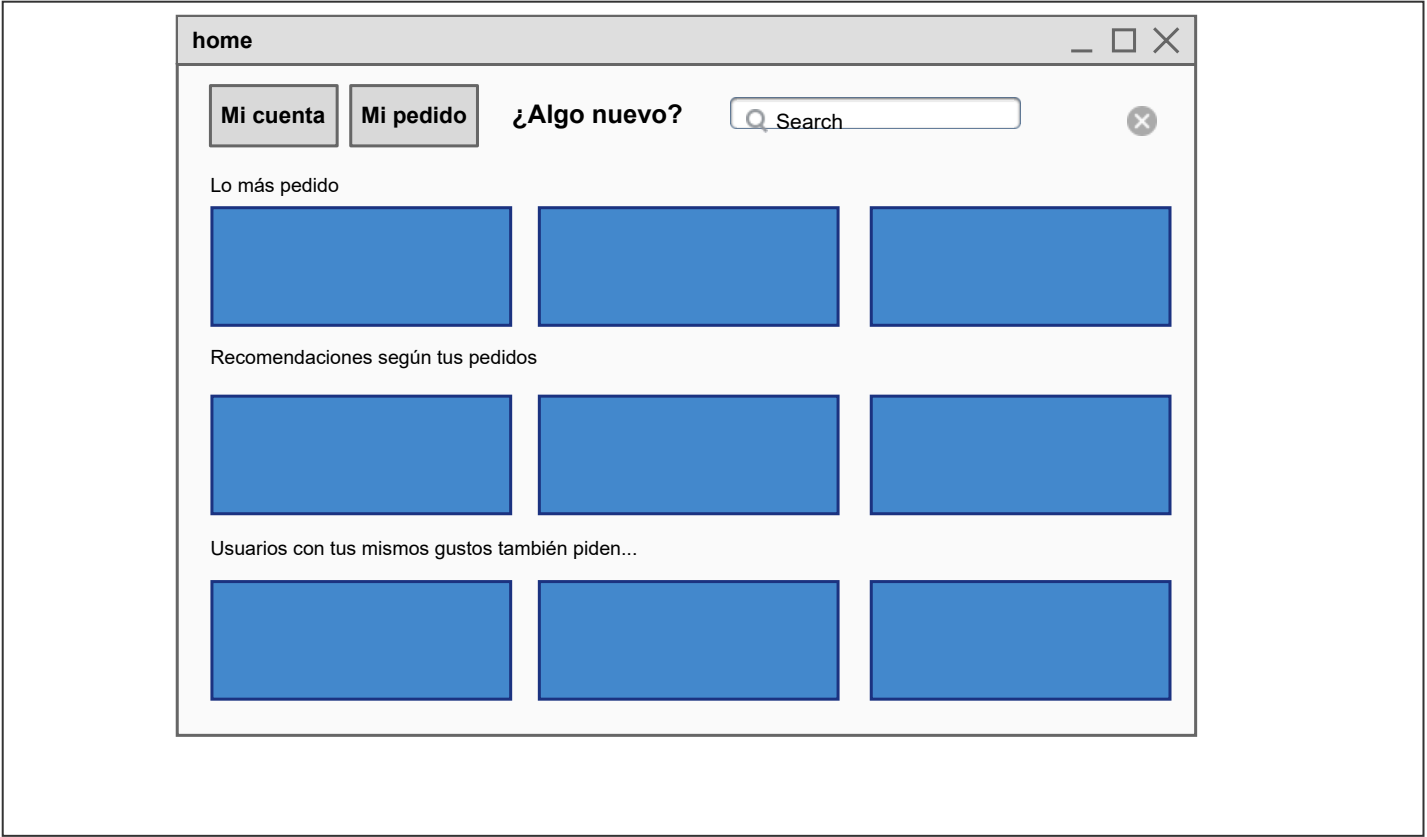 home
Mi cuenta
Mi pedido
¿Algo nuevo?
Search
Lo más pedido
Recomendaciones según tus pedidos
Usuarios con tus mismos gustos también piden...